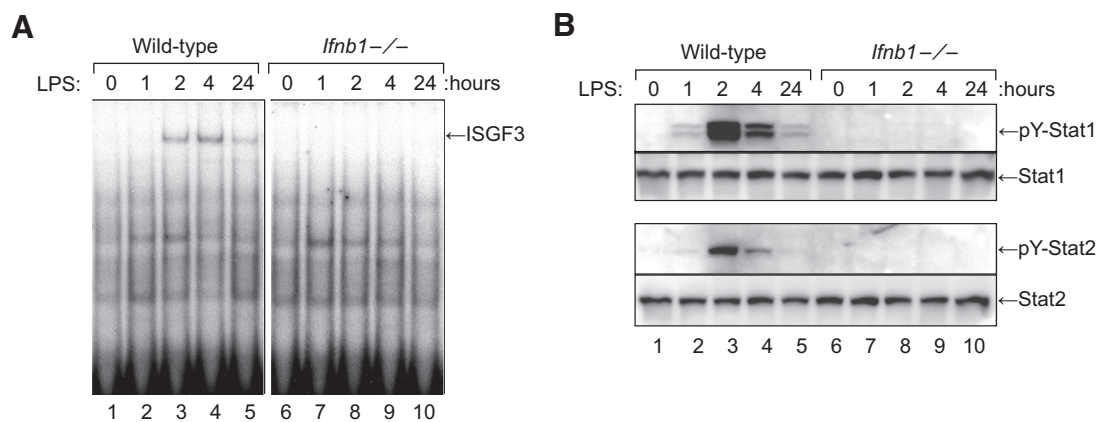 A
Wild-type
Ifnb1−/−
LPS: 0 1 2 4 24 0 1 2 4 24 :hours
←ISGF3
1 2 3 4 5 6 7 8 9 10
B
Wild-type
Ifnb1−/−
LPS: 0 1 2 4 24 0 1 2 4 24 :hours
←pY-Stat1
←Stat1
←pY-Stat2
←Stat2
1 2 3 4 5 6 7 8 9 10